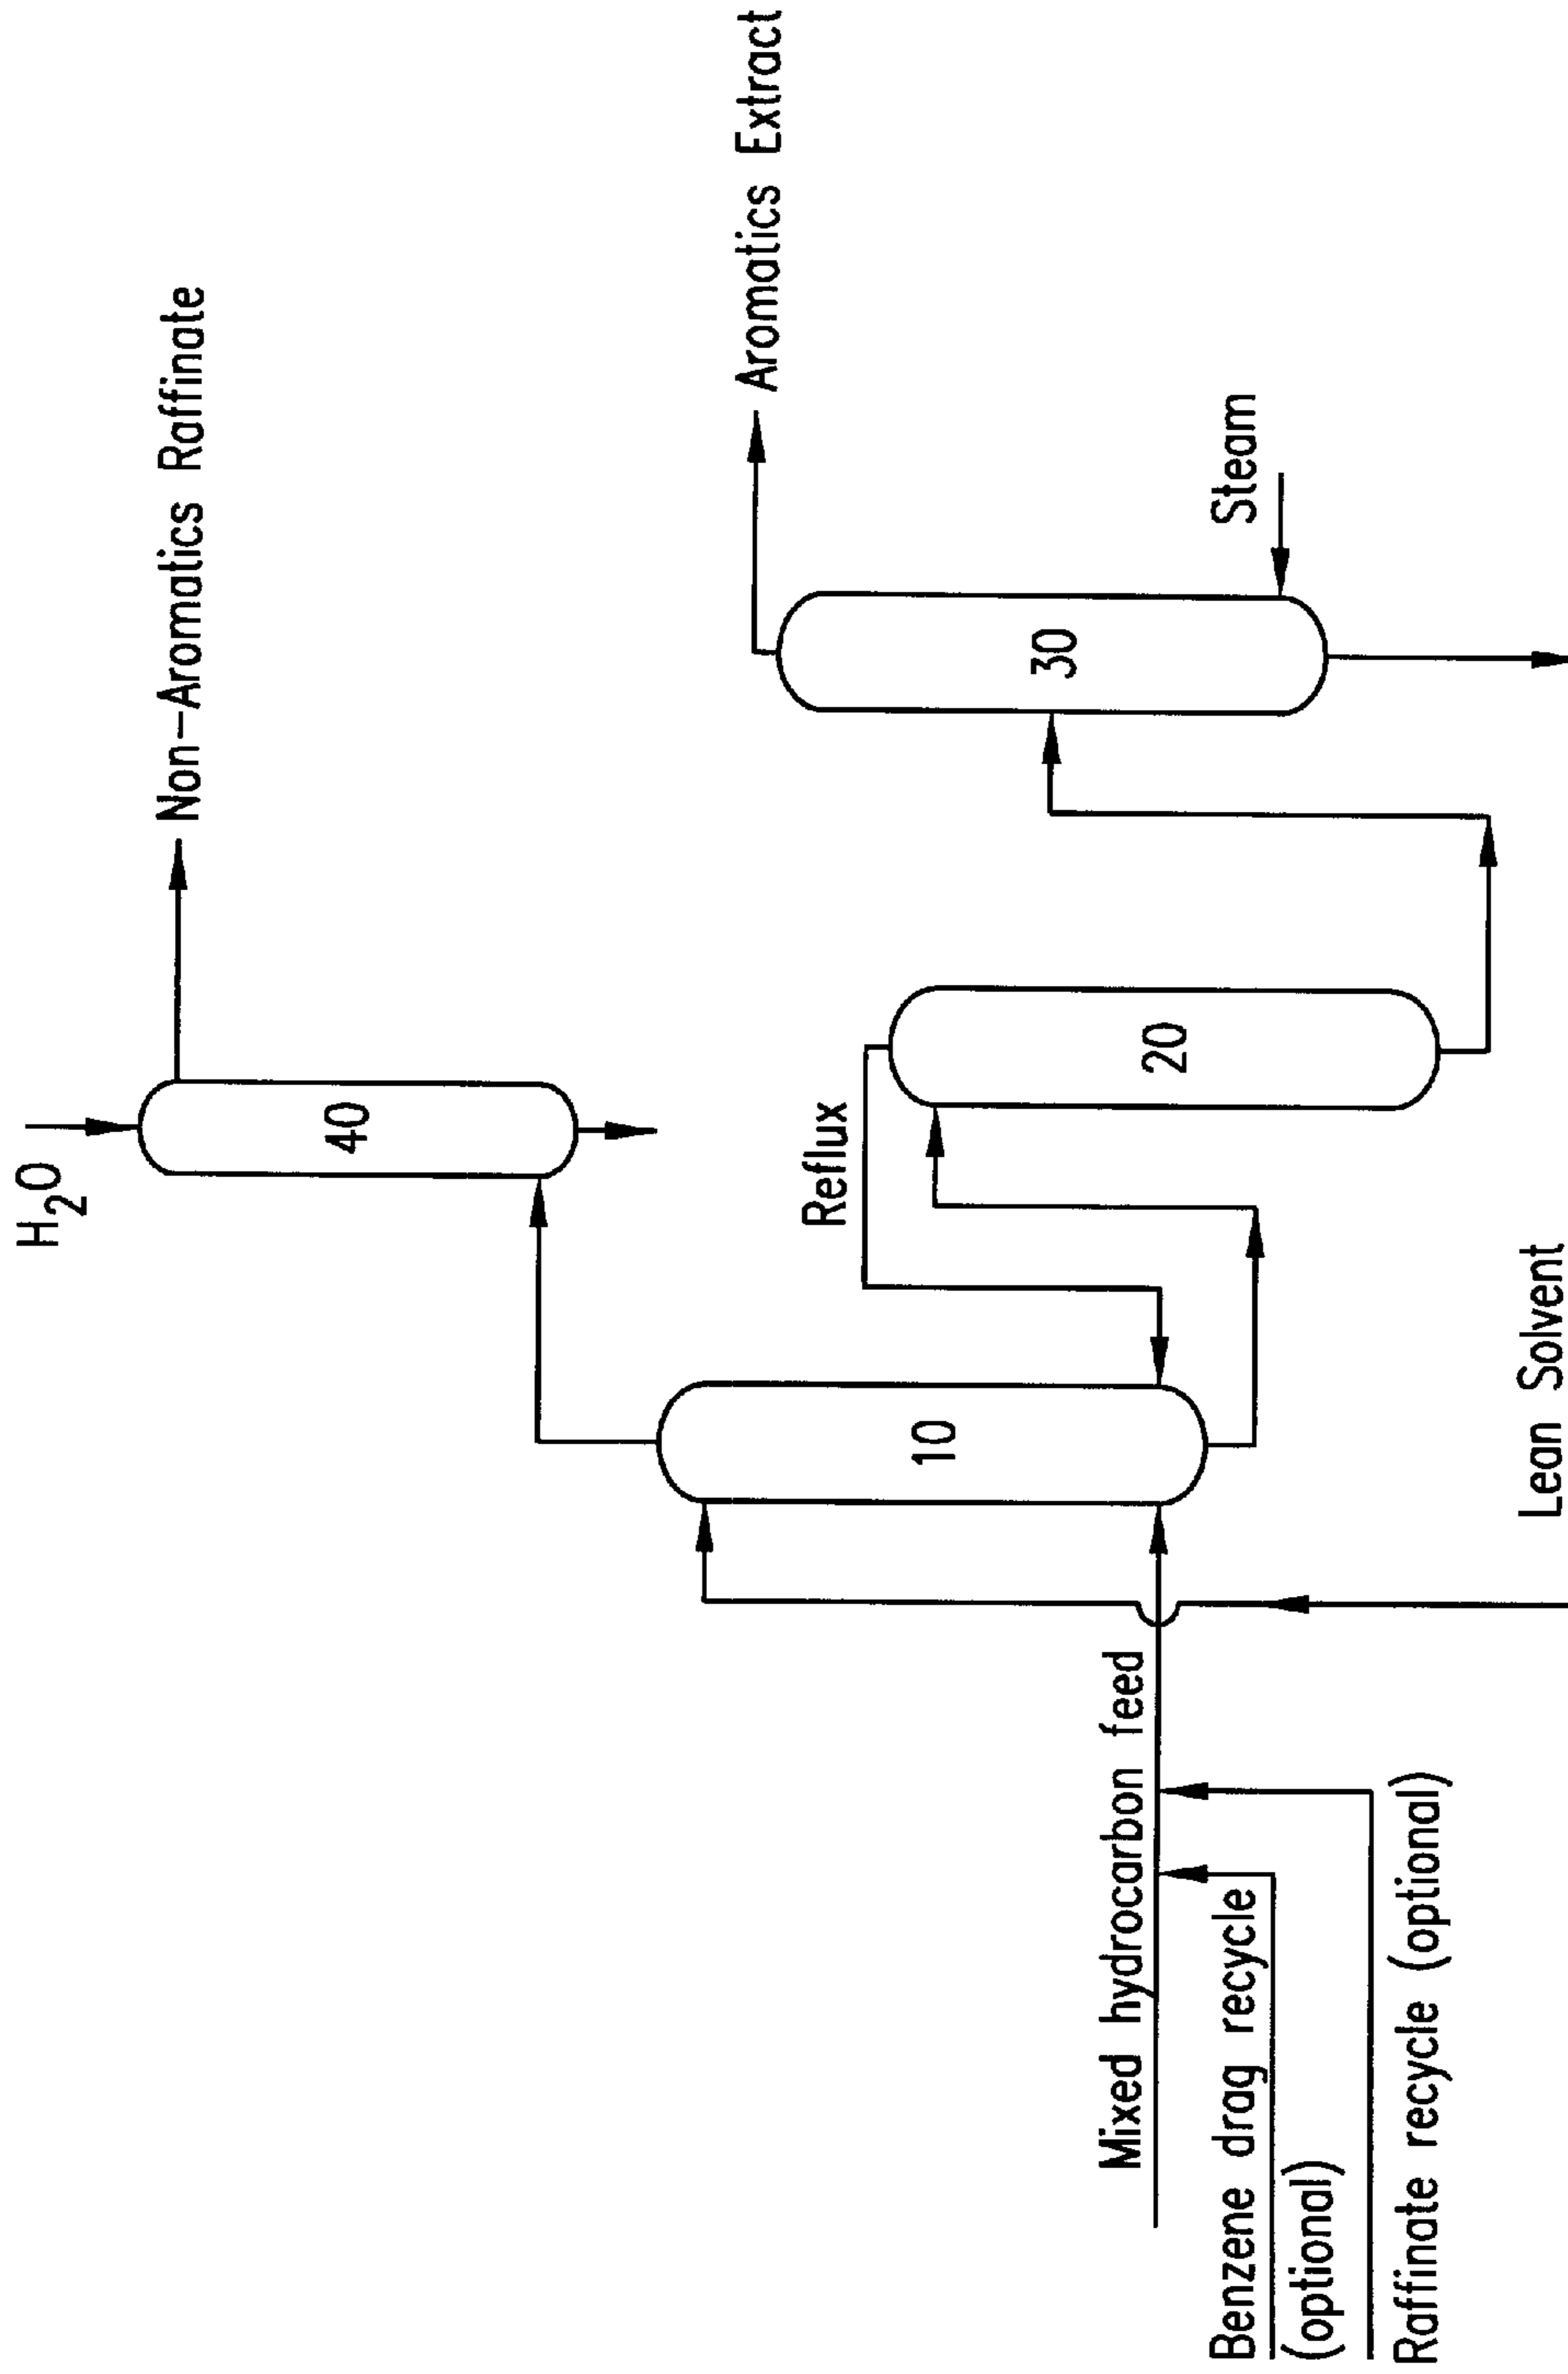 H₂O
Non-Aromatics Raffinate
40
Aromatics Extract
Reflux
10
20
30
Steam
Mixed hydrocarbon feed
Benzene drag recycle
(optional)
Raffinate recycle (optional)
Lean Solvent